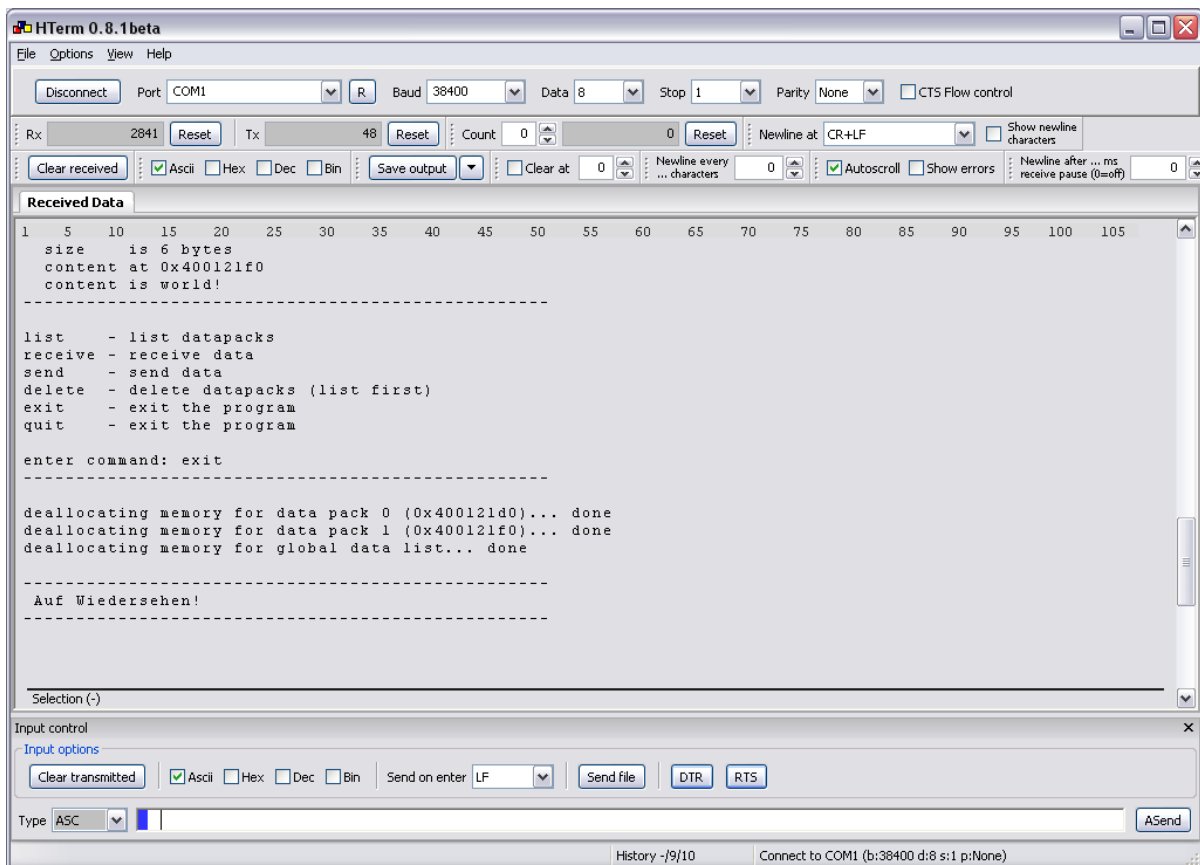 HTerm 0.8.1beta
File Options View Help
Disconnect Port COM1 R Baud 38400 Data 8 Stop 1 Parity None CTS Flow control
Rx 2841 Reset Tx 48 Reset Count 0 0 Reset Newline at CR+LF Show newline characters
Clear received Ascii Hex Dec Bin Save output Clear at 0 Newline every ... characters 0 Autoscroll Show errors Newline after ... ms receive pause (0=off) 0
Received Data
1 5 10 15 20 25 30 35 40 45 50 55 60 65 70 75 80 85 90 95 100 105
size is 6 bytes
content at 0x400121f0
content is world!
--------------------------------------------------
list - list datapacks
receive - receive data
send - send data
delete - delete datapacks (list first)
exit - exit the program
quit - exit the program
enter command: exit
--------------------------------------------------
deallocating memory for data pack 0 (0x400121d0)... done
deallocating memory for data pack 1 (0x400121f0)... done
deallocating memory for global data list... done
--------------------------------------------------
Auf Wiedersehen!
--------------------------------------------------
Selection (-)
Input control
Input options
Clear transmitted Ascii Hex Dec Bin Send on enter LF Send file DTR RTS
Type ASC ASend
History -/9/10 Connect to COM1 (b:38400 d:8 s:1 p:None)